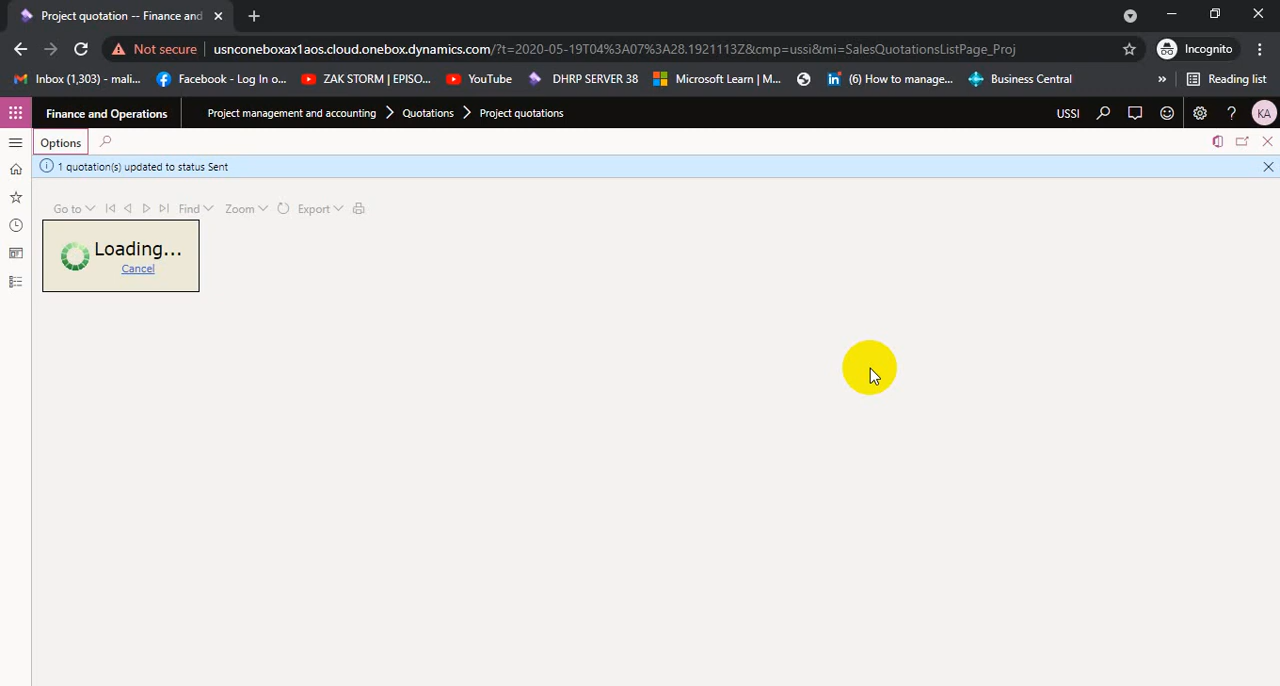 Project quotation -- Finance and
Not secure usnconeboxax1aos.cloud.onebox.dynamics.com/?t=2020-05-19T04%3A07%3A28.1921113Z&cmp=ussi&mi=SalesQuotationsListPage_Proj Incognito
Inbox (1,303) - mali... Facebook - Log In o... ZAK STORM | EPISO... YouTube DHRP SERVER 38 Microsoft Learn | M... (6) How to manage... Business Central » Reading list
Finance and Operations Project management and accounting Quotations Project quotations USSI ? KA
Options
1 quotation(s) updated to status Sent
Go to Find Zoom Export
Loading...
Cancel